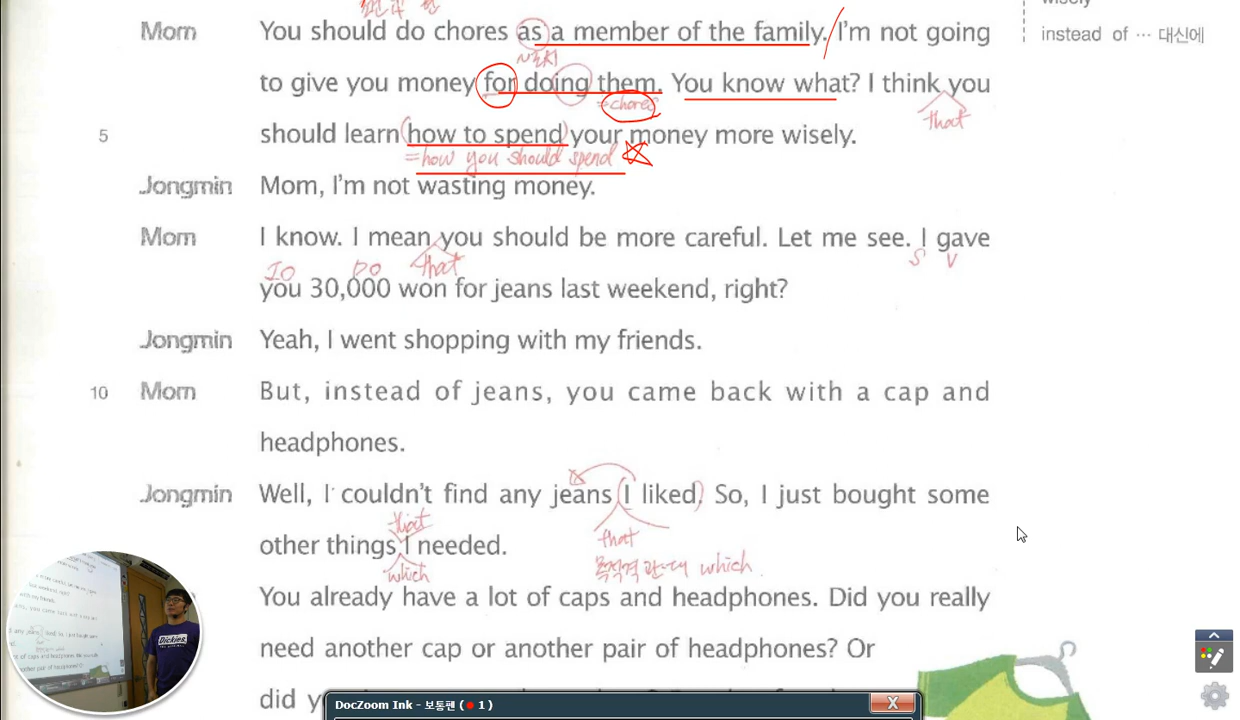 wisely
Mom You should do chores as a member of the family. I'm not going
instead of ··· 대신에
to give you money for doing them. You know what? I think you
= chores
that
5 should learn how to spend your money more wisely.
= how you should spend
Jongmin Mom, I'm not wasting money.
Mom I know. I mean you should be more careful. Let me see. I gave
IO DO that S V
you 30,000 won for jeans last weekend, right?
Jongmin Yeah, I went shopping with my friends.
10 Mom But, instead of jeans, you came back with a cap and
headphones.
Jongmin Well, I couldn't find any jeans I liked. So, I just bought some
that that
other things I needed.
which 목적격 관·대 which
You already have a lot of caps and headphones. Did you really
need another cap or another pair of headphones? Or
did
DocZoom Ink - 보통펜 ( 1 )
Dickies